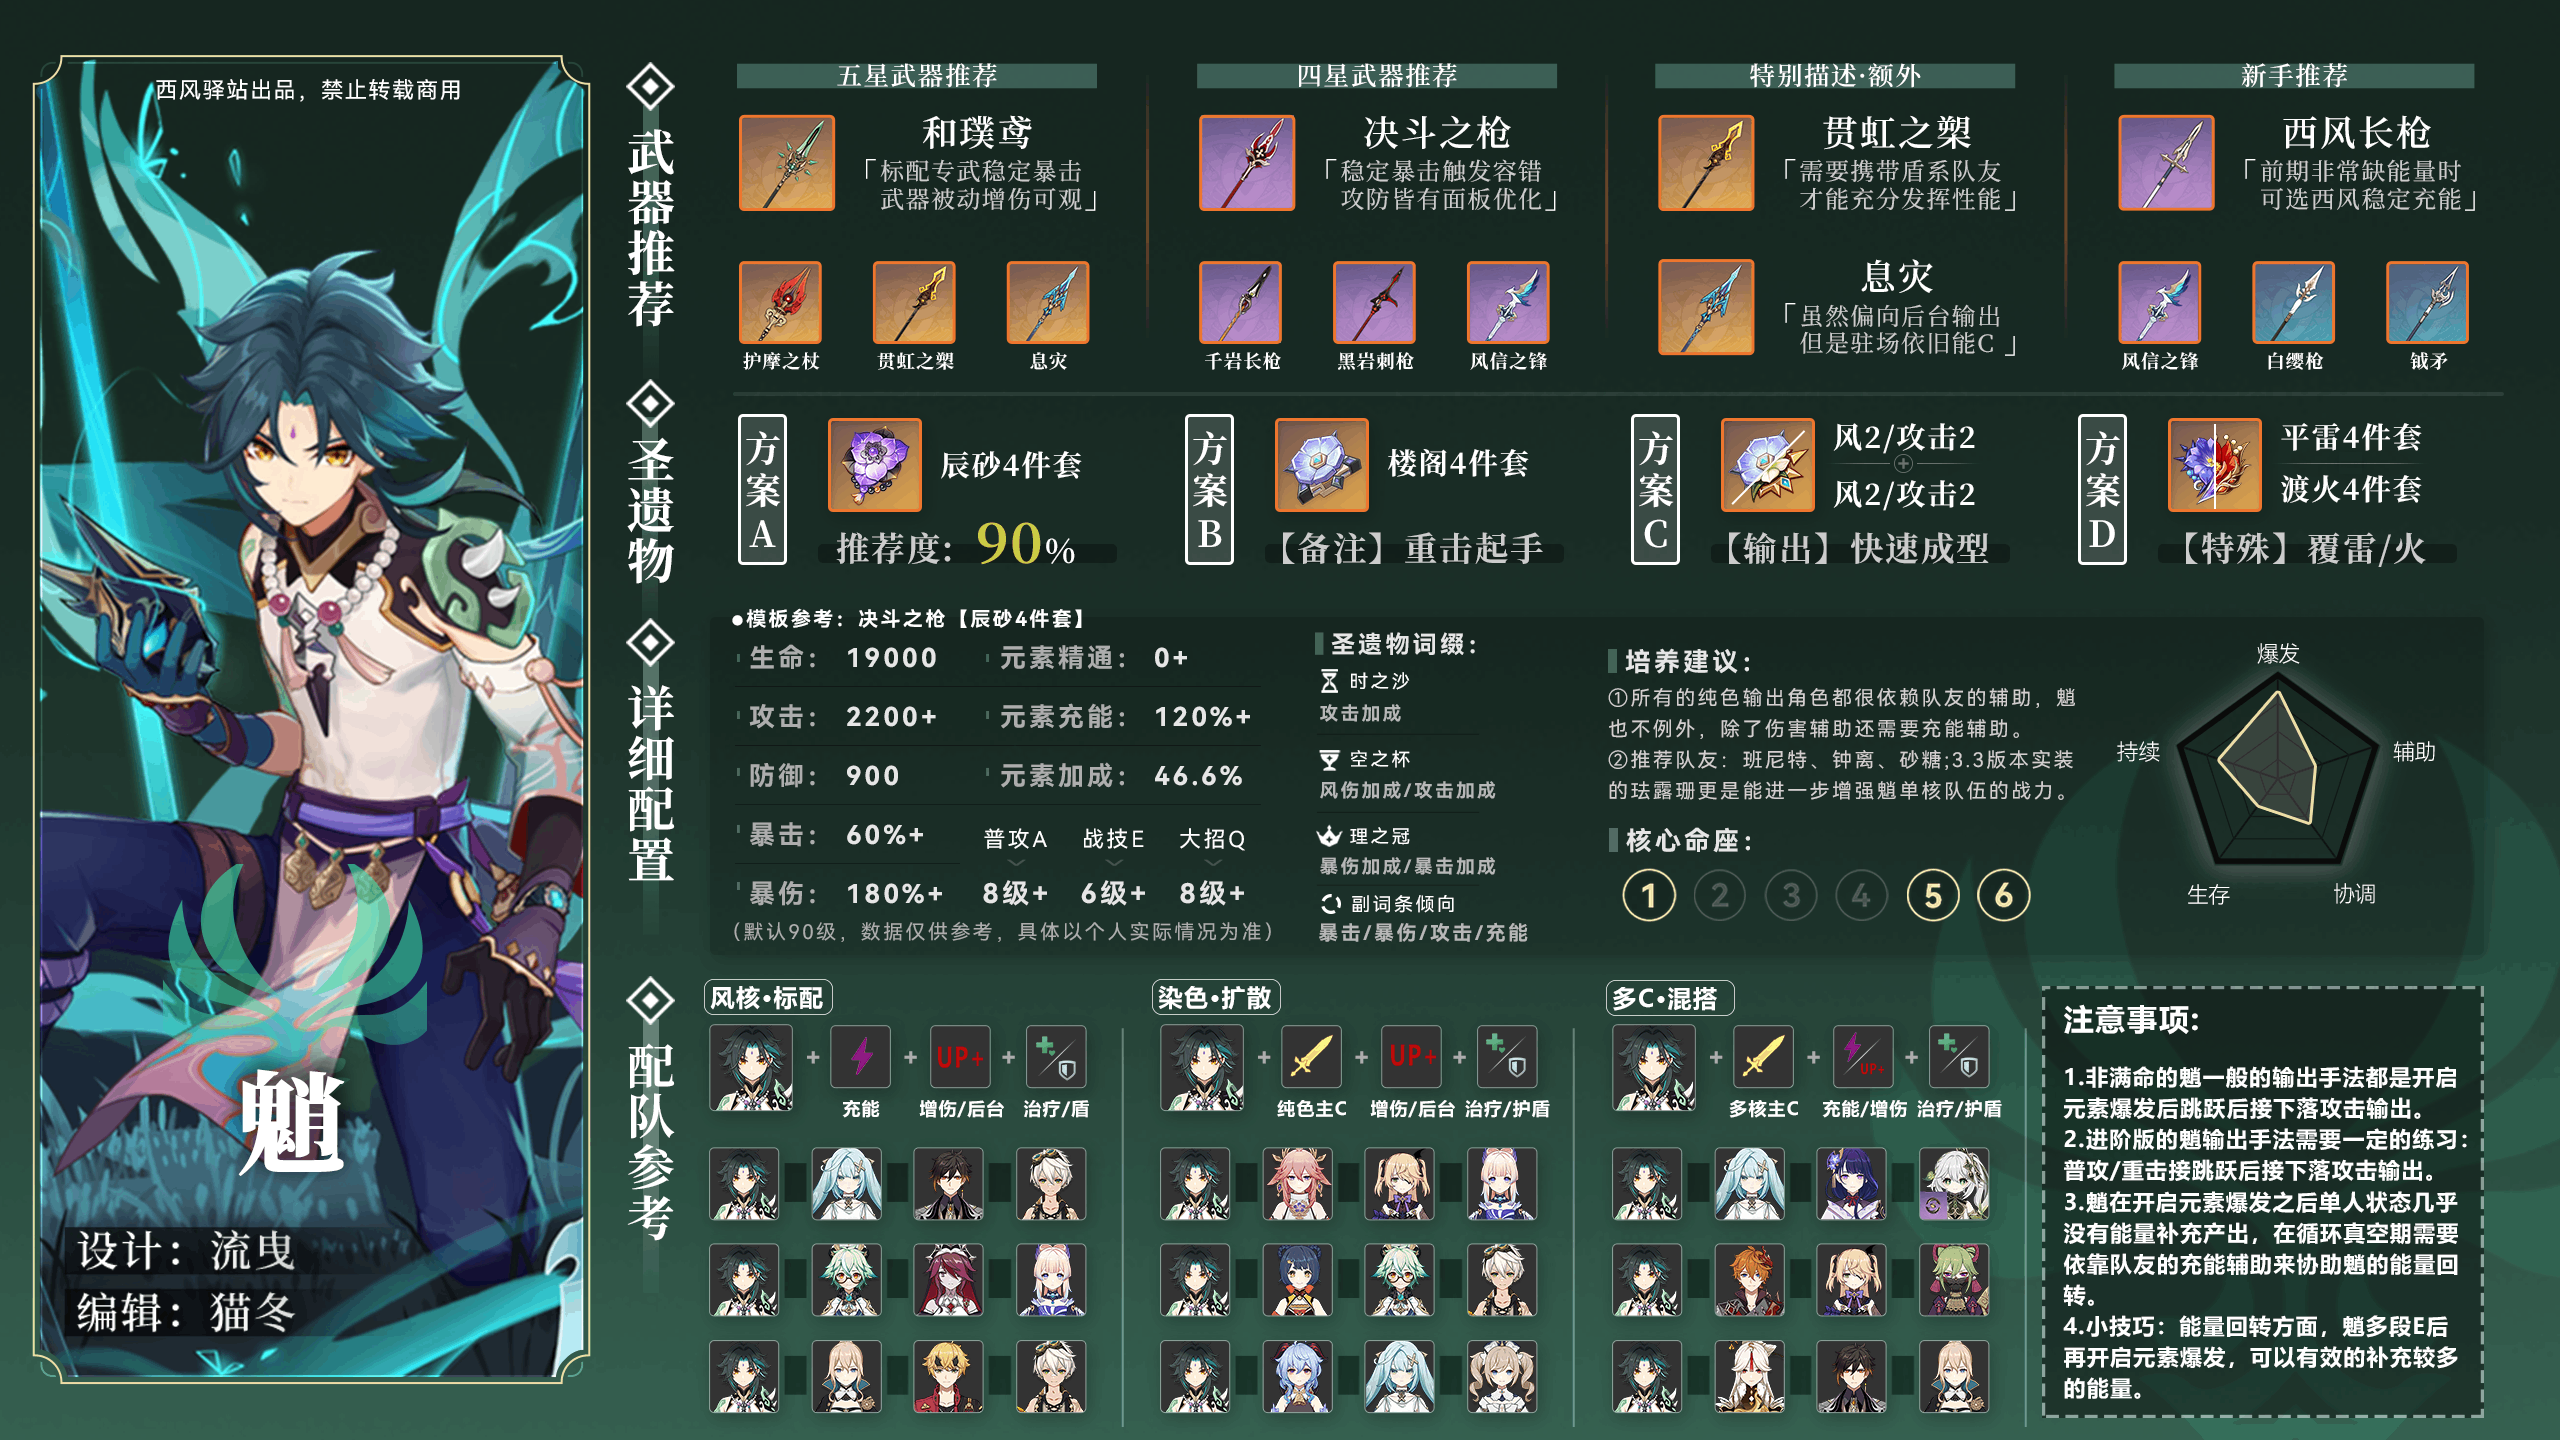 西风驿站出品，禁止转载商用
魈
设计：流曳
编辑：猫冬
武器推荐
五星武器推荐
和璞鸢
「标配专武稳定暴击
武器被动增伤可观」
护摩之杖
贯虹之槊
息灾
四星武器推荐
决斗之枪
「稳定暴击触发容错
攻防皆有面板优化」
千岩长枪
黑岩刺枪
风信之锋
特别描述·额外
贯虹之槊
「需要携带盾系队友
才能充分发挥性能」
息灾
「虽然偏向后台输出
但是驻场依旧能C」
新手推荐
西风长枪
「前期非常缺能量时
可选西风稳定充能」
风信之锋
白缨枪
钺矛
圣遗物
方案A
辰砂4件套
推荐度：90%
方案B
楼阁4件套
【备注】重击起手
方案C
风2/攻击2
风2/攻击2
【输出】快速成型
方案D
平雷4件套
渡火4件套
【特殊】覆雷/火
详细配置
●模板参考：决斗之枪【辰砂4件套】
生命：19000 元素精通：0+
攻击：2200+ 元素充能：120%+
防御：900 元素加成：46.6%
暴击：60%+ 普攻A 战技E 大招Q
暴伤：180%+ 8级+ 6级+ 8级+
（默认90级，数据仅供参考，具体以个人实际情况为准）
圣遗物词缀：
时之沙
攻击加成
空之杯
风伤加成/攻击加成
理之冠
暴伤加成/暴击加成
副词条倾向
暴击/暴伤/攻击/充能
培养建议：
①所有的纯色输出角色都很依赖队友的辅助，魈
也不例外，除了伤害辅助还需要充能辅助。
②推荐队友：班尼特、钟离、砂糖;3.3版本实装
的珐露珊更是能进一步增强魈单核队伍的战力。
核心命座：
1 2 3 4 5 6
爆发
持续
辅助
生存
协调
配队参考
风核·标配
UP+
充能 增伤/后台 治疗/盾
染色·扩散
UP+
纯色主C 增伤/后台 治疗/护盾
多C·混搭
UP+
多核主C 充能/增伤 治疗/护盾
注意事项:
1.非满命的魈一般的输出手法都是开启
元素爆发后跳跃后接下落攻击输出。
2.进阶版的魈输出手法需要一定的练习：
普攻/重击接跳跃后接下落攻击输出。
3.魈在开启元素爆发之后单人状态几乎
没有能量补充产出，在循环真空期需要
依靠队友的充能辅助来协助魈的能量回
转。
4.小技巧：能量回转方面，魈多段E后
再开启元素爆发，可以有效的补充较多
的能量。